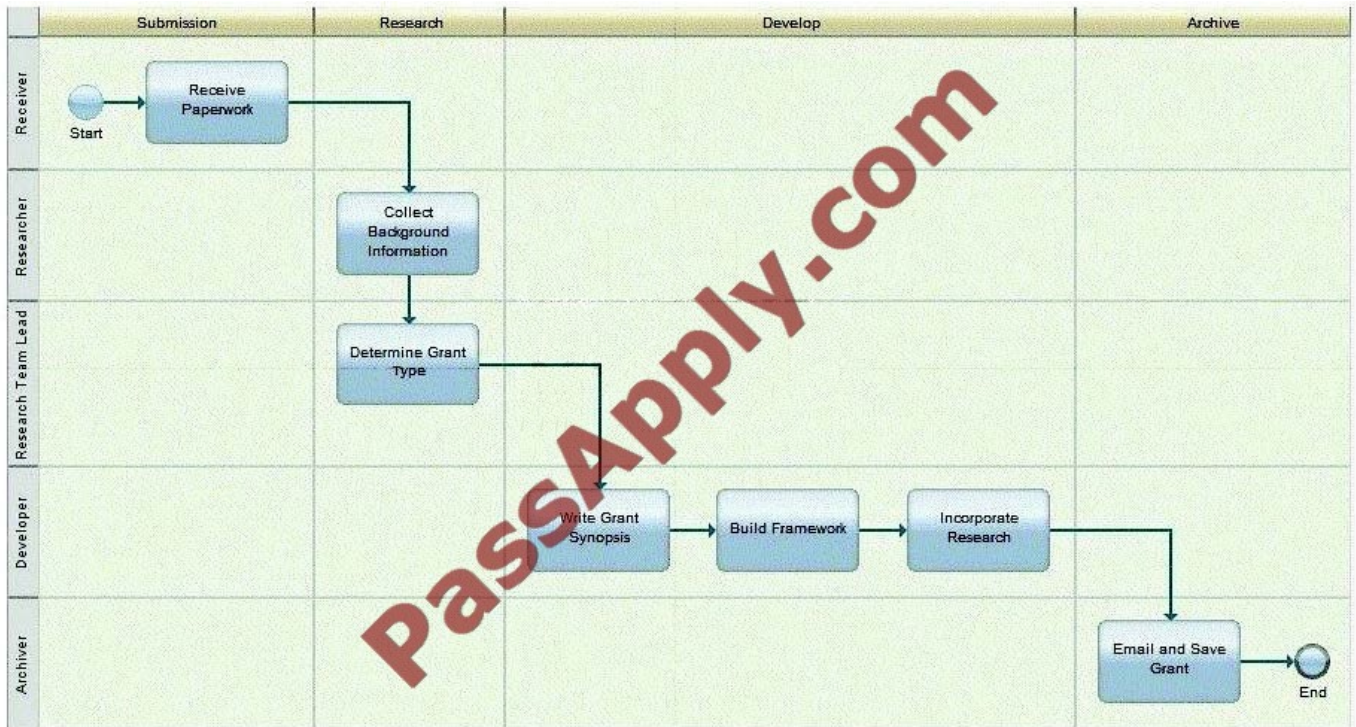 Submission
Research
Develop
Archive
Receiver
Start
Receive
Paperwork
Researcher
Collect
Background
Information
Research Team Lead
Determine Grant
Type
Developer
Write Grant
Synopsis
Build Framework
Incorporate
Research
Archiver
Email and Save
Grant
End
PassApply.com